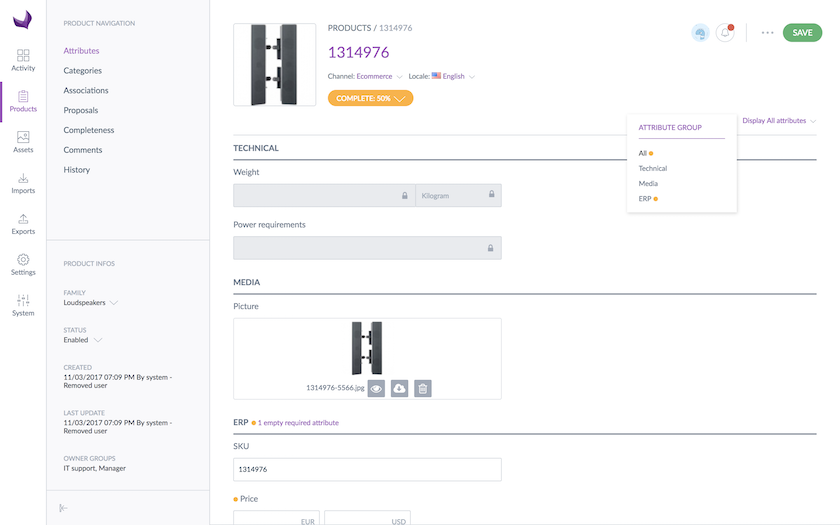 Activity
Products
Assets
Imports
Exports
Settings
System
PRODUCT NAVIGATION
Attributes
Categories
Associations
Proposals
Completeness
Comments
History
PRODUCT INFOS
FAMILY
Loudspeakers
STATUS
Enabled
CREATED
11/03/2017 07:09 PM By system -
Removed user
LAST UPDATE
11/03/2017 07:09 PM By system -
Removed user
OWNER GROUPS
IT support, Manager
PRODUCTS / 1314976
1314976
Channel: Ecommerce Locale: English
COMPLETE: 50%
SAVE
Display All attributes
ATTRIBUTE GROUP
All
Technical
Media
ERP
TECHNICAL
Weight
Kilogram
Power requirements
MEDIA
Picture
1314976-5566.jpg
ERP 1 empty required attribute
SKU
1314976
Price
EUR USD